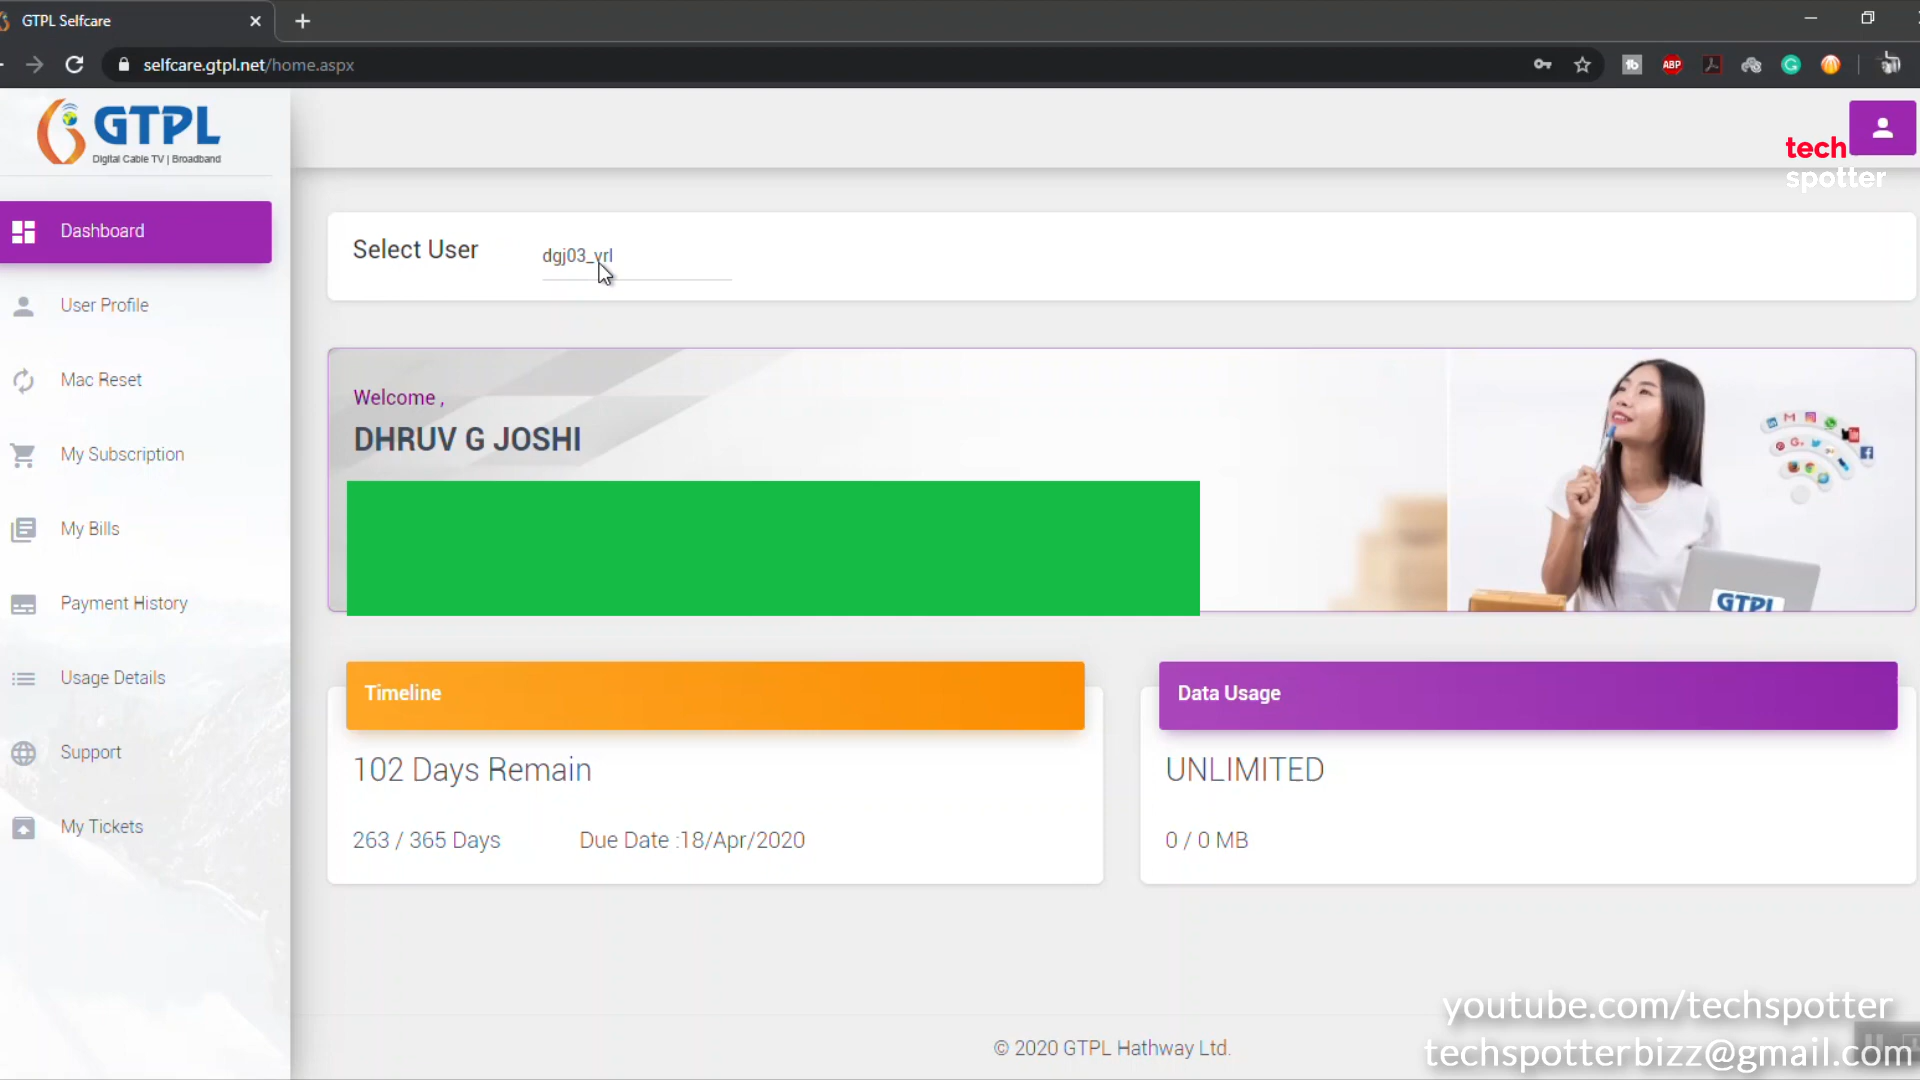 GTPL Selfcare
selfcare.gtpl.net/home.aspx
ABP
GTPL
Digital Cable TV | Broadband
tech
spotter
Dashboard
User Profile
Mac Reset
My Subscription
My Bills
Payment History
Usage Details
Support
My Tickets
Select User
dgj03_vrl
Welcome ,
DHRUV G JOSHI
GTPL
Timeline
102 Days Remain
263 / 365 Days
Due Date :18/Apr/2020
Data Usage
UNLIMITED
0 / 0 MB
© 2020 GTPL Hathway Ltd.
youtube.com/techspotter
techspotterbizz@gmail.com